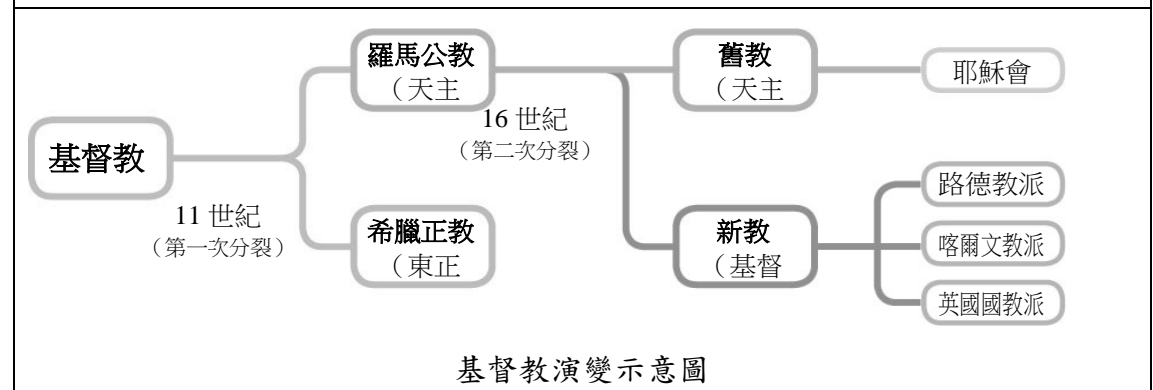 基督教
11 世紀
（第一次分裂）
羅馬公教
（天主
希臘正教
（東正
16 世紀
（第二次分裂）
舊教
（天主
新教
（基督
耶穌會
路德教派
喀爾文教派
英國國教派
基督教演變示意圖